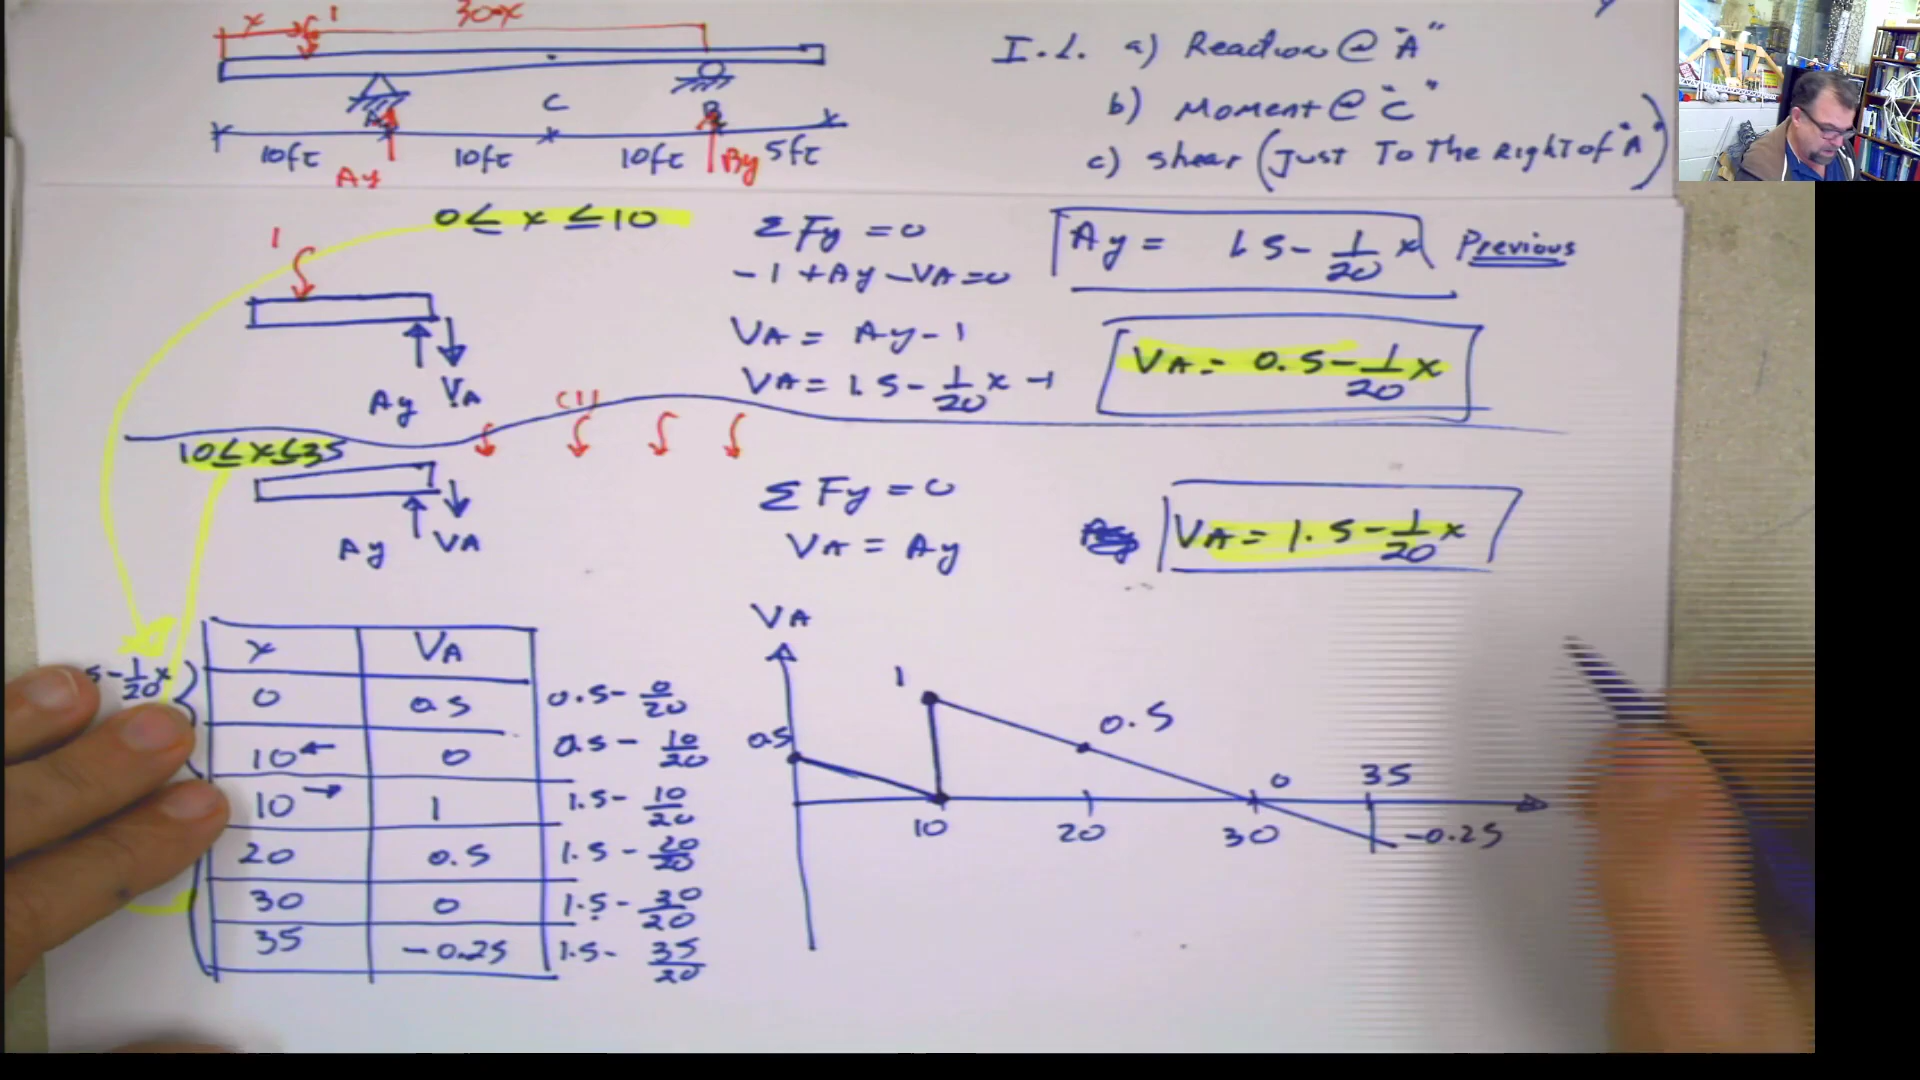 x 1 30-x
I.L. a) Reaction @ "A"
b) Moment @ "C"
c) Shear (Just To The Right of "A")
C B
10ft 10ft 10ft 5ft
Ay By
0 ≤ x ≤ 10
1
Ay VA
ΣFy = 0
-1 + Ay - VA = 0
VA = Ay - 1
VA = 1.5 - 1/20 x - 1
Ay = 1.5 - 1/20 x Previous
VA = 0.5 - 1/20 x
(1)
10 ≤ x ≤ 35
Ay VA
ΣFy = 0
VA = Ay
VA = 1.5 - 1/20 x
5 - 1/20 x
x VA
0 0.5 0.5 - 0/20
10 ← 0 0.5 - 10/20
10 → 1 1.5 - 10/20
20 0.5 1.5 - 20/20
30 0 1.5 - 30/20
35 -0.25 1.5 - 35/20
VA
1
0.5 0.5
0 35
10 20 30 -0.25